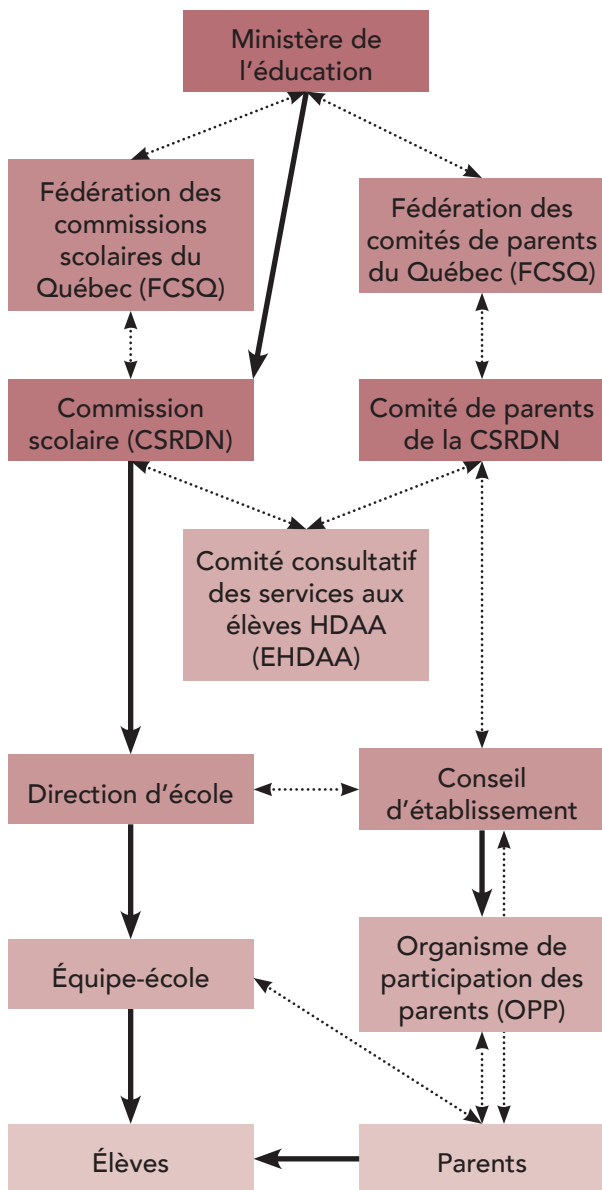 Ministère de
l'éducation
Fédération des
commissions
scolaires du
Québec (FCSQ)
Fédération des
comités de parents
du Québec (FCSQ)
Commission
scolaire (CSRDN)
Comité de parents
de la CSRDN
Comité consultatif
des services aux
élèves HDAA
(EHDAA)
Direction d'école
Conseil
d'établissement
Équipe-école
Organisme de
participation des
parents (OPP)
Élèves
Parents